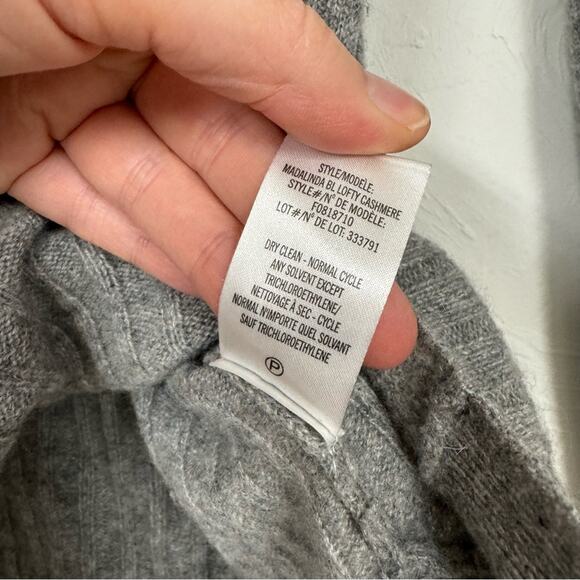 STYLE/MODÈLE:
MADALINDA BL LOFTY CASHMERE
STYLE#/N° DE MODÈLE:
F0818710
LOT#/N° DE LOT: 333791
DRY CLEAN - NORMAL CYCLE
ANY SOLVENT EXCEPT
TRICHLOROETHYLENE/
NETTOYAGE À SEC - CYCLE
NORMAL N'IMPORTE QUEL SOLVANT
SAUF TRICHLOROETHYLENE
P